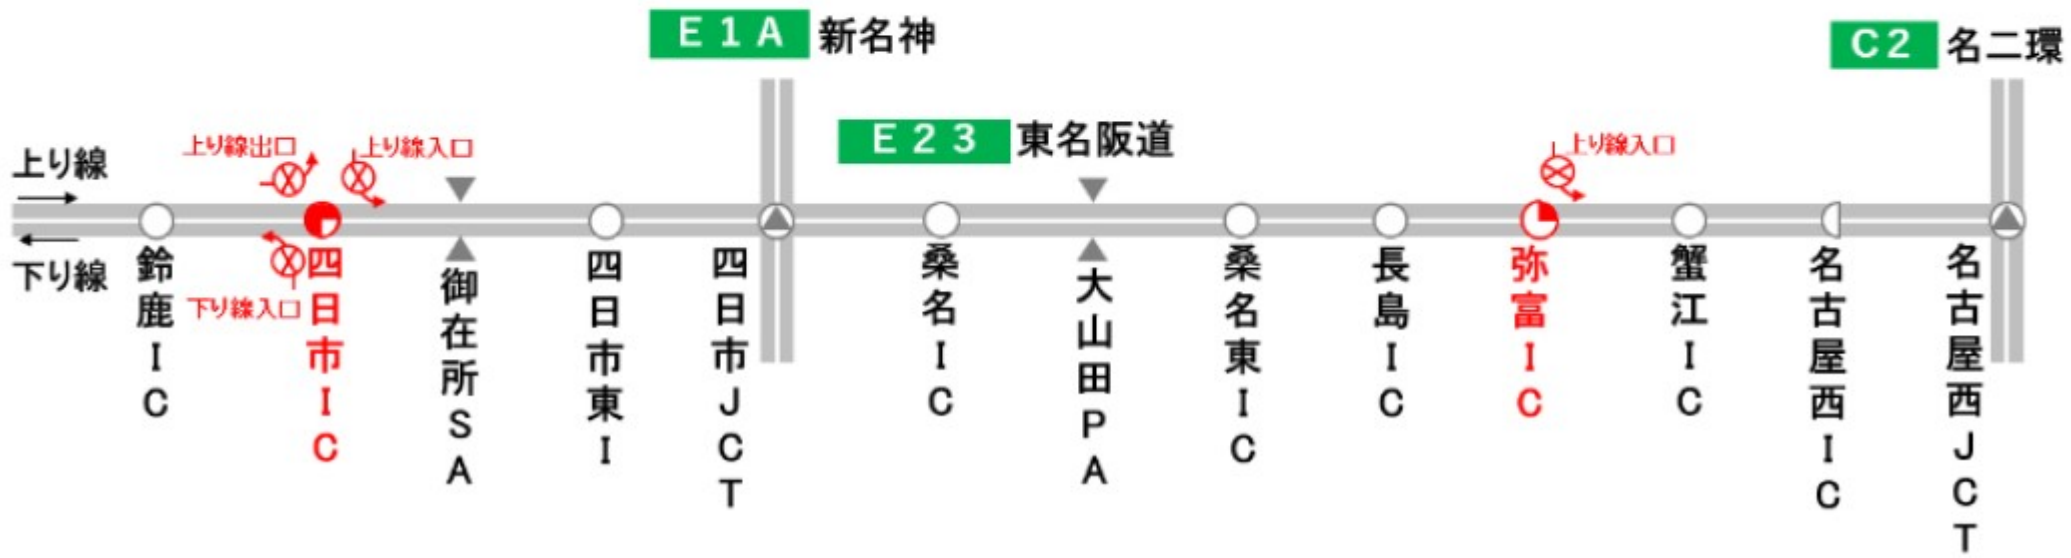 E1A 新名神
C2 名二環
E23 東名阪道
上り線出口
上り線入口
上り線入口
上り線
下り線
下り線入口
鈴鹿IC
四日市IC
御在所SA
四日市東I
四日市JCT
桑名IC
大山田PA
桑名東IC
長島IC
弥富IC
蟹江IC
名古屋西IC
名古屋西JCT